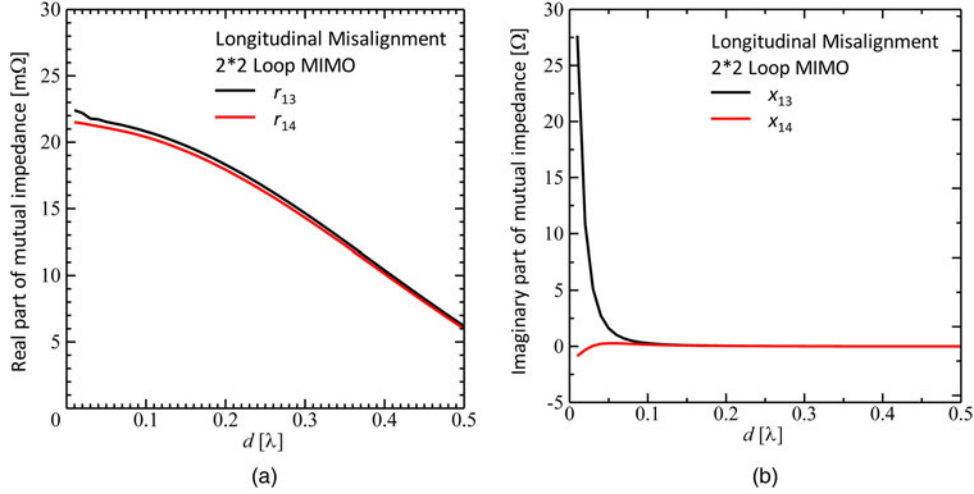 Real part of mutual impedance [mΩ]
30
25
20
15
10
5
0
Longitudinal Misalignment
2*2 Loop MIMO
r13
r14
0
0.1
0.2
0.3
0.4
0.5
d [λ]
(a)
Imaginary part of mutual impedance [Ω]
30
25
20
15
10
5
0
-5
Longitudinal Misalignment
2*2 Loop MIMO
x13
x14
0
0.1
0.2
0.3
0.4
0.5
d [λ]
(b)